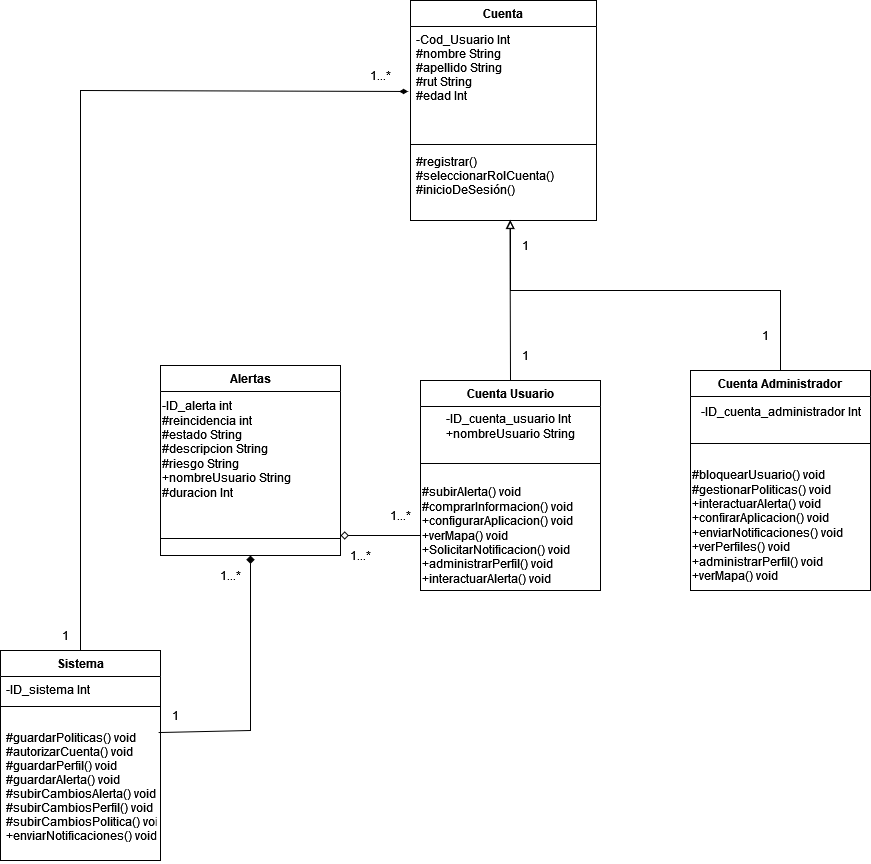 Cuenta
-Cod_Usuario Int
#nombre String
#apellido String
#rut String
#edad Int
#registrar()
#seleccionarRolCuenta()
#inicioDeSesión()
1...*
1
1
1
Alertas
-ID_alerta int
#reincidencia int
#estado String
#descripcion String
#riesgo String
+nombreUsuario String
#duracion Int
Cuenta Usuario
-ID_cuenta_usuario Int
+nombreUsuario String
#subirAlerta() void
#comprarInformacion() void
+configurarAplicacion() void
+verMapa() void
+SolicitarNotificacion() void
+administrarPerfil() void
+interactuarAlerta() void
Cuenta Administrador
-ID_cuenta_administrador Int
#bloquearUsuario() void
#gestionarPoliticas() void
+interactuarAlerta() void
+confirarAplicacion() void
+enviarNotificaciones() void
+verPerfiles() void
+administrarPerfil() void
+verMapa() void
1...*
1...*
1...*
1
1
Sistema
-ID_sistema Int
#guardarPoliticas() void
#autorizarCuenta() void
#guardarPerfil() void
#guardarAlerta() void
#subirCambiosAlerta() void
#subirCambiosPerfil() void
#subirCambiosPolitica() voi
+enviarNotificaciones() void